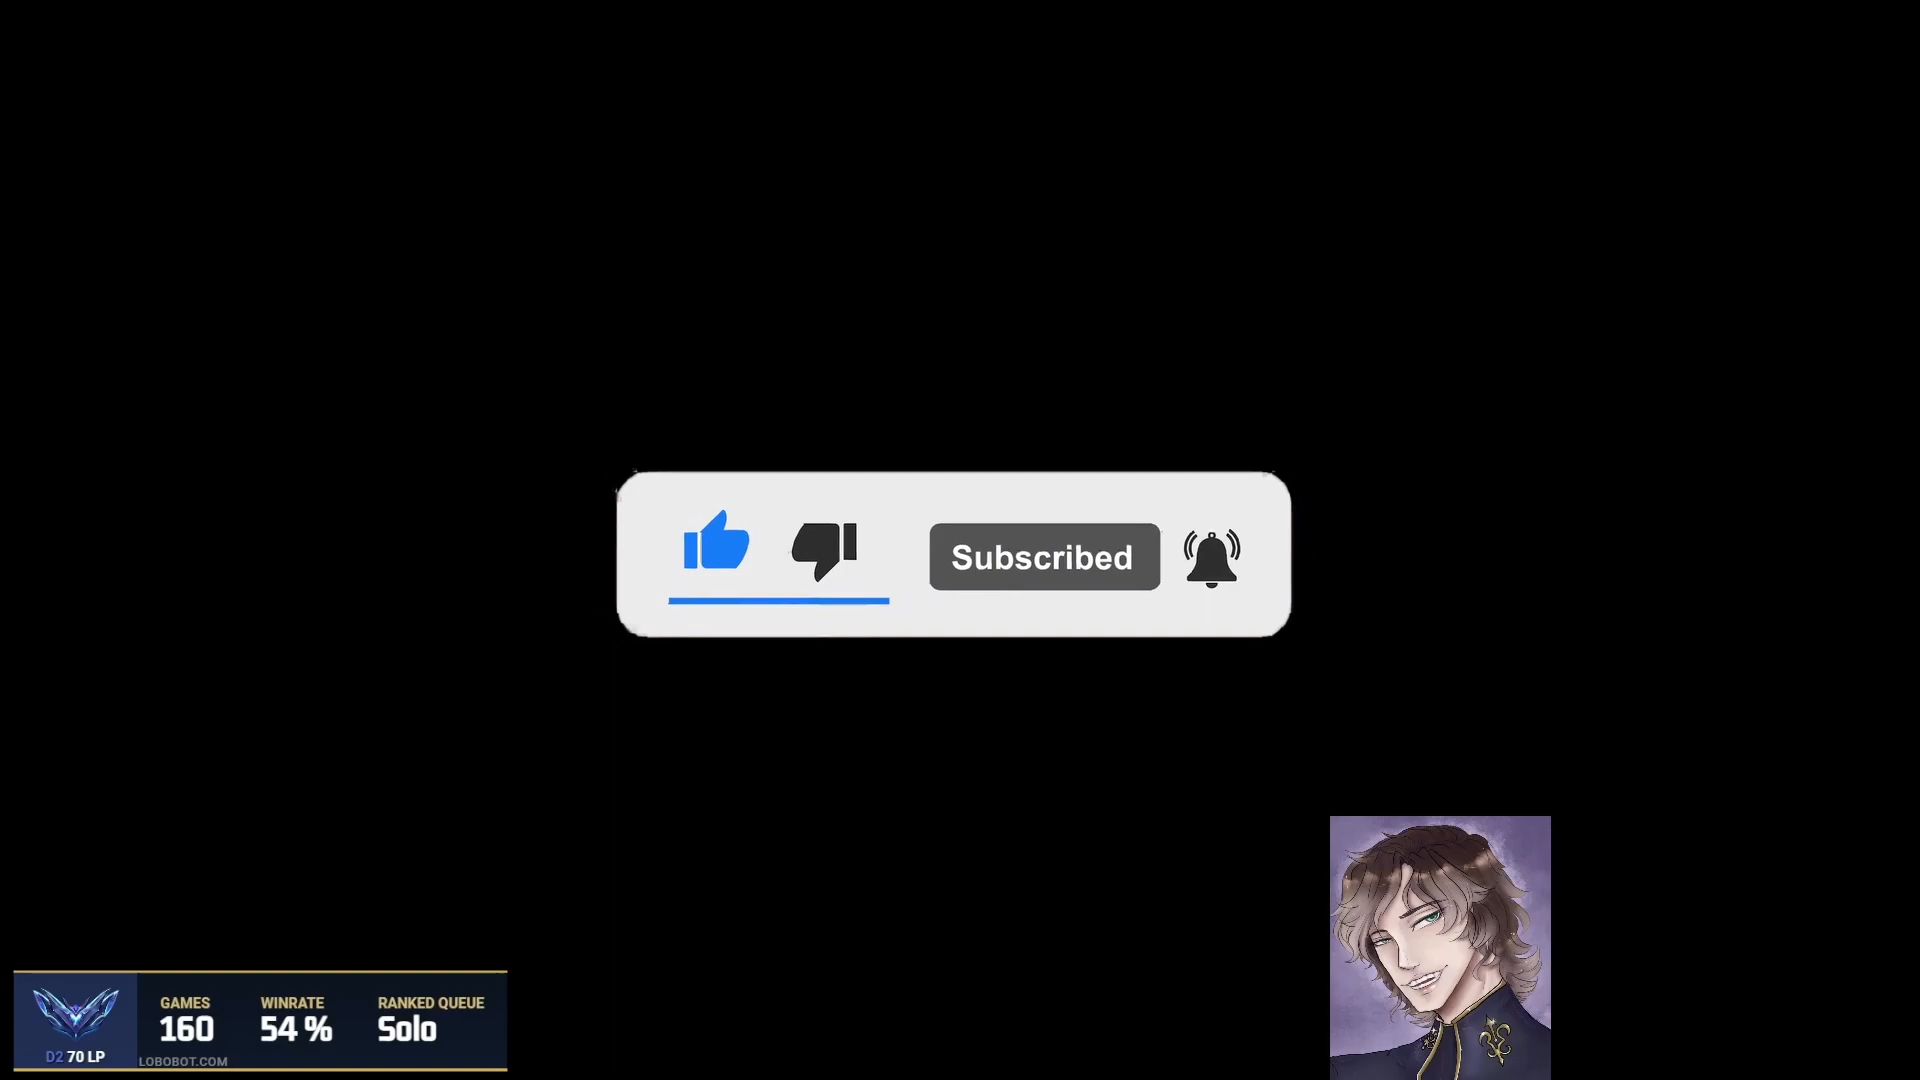 Subscribed
GAMES WINRATE RANKED QUEUE
160 54 % Solo
D2 70 LP
LOBOBOT.COM